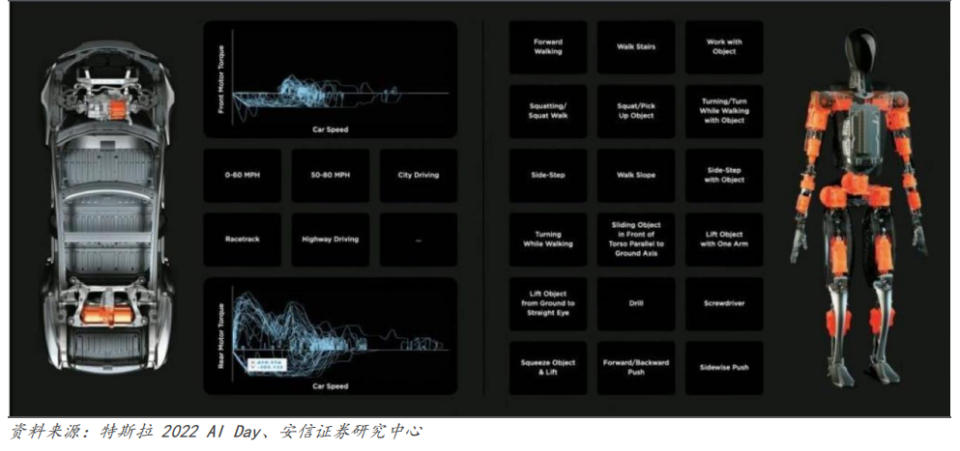 Front Motor Torque
Car Speed
0-60 MPH
50-80 MPH
City Driving
Racetrack
Highway Driving
...
Rear Motor Torque
Car Speed
Forward
Walking
Walk Stairs
Work with
Object
Squatting/
Squat Walk
Squat/Pick
Up Object
Turning/Turn
While Walking
with Object
Side-Step
Walk Slope
Side-Step
with Object
Turning
While Walking
Sliding Object
in Front of
Torso Parallel to
Ground Axis
Lift Object
with One Arm
Lift Object
from Ground to
Straight Eye
Drill
Screwdriver
Squeeze Object
& Lift
Forward/Backward
Push
Sidewise Push
资料来源：特斯拉 2022 AI Day、安信证券研究中心